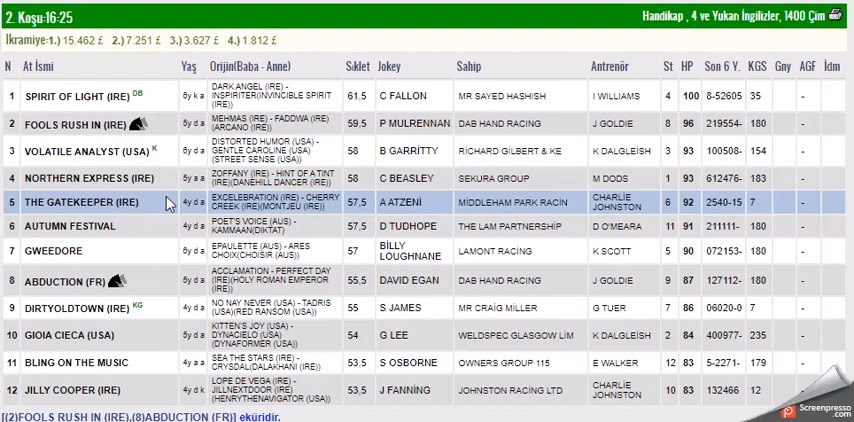 2. Koşu:16:25 Handikap , 4 ve Yukarı İngilizler, 1400 Çim
İkramiye:1.) 15.462 £ 2.) 7.251 £ 3.) 3.627 £ 4.) 1.812 £
N At İsmi Yaş Orijin(Baba - Anne) Sıklet Jokey Sahip Antrenör St HP Son 6 Y. KGS Gny AGF İdm
1 SPIRIT OF LIGHT (IRE) DB 6y k a DARK ANGEL (IRE) - INSPIRITER(INVINCIBLE SPIRIT (IRE)) 61,5 C FALLON MR SAYED HASHISH I WILLIAMS 4 100 8-52605 35 -
2 FOOLS RUSH IN (IRE) 5y d a MEHMAS (IRE) - FADDWA (IRE) (ARCANO (IRE)) 59,5 P MULRENNAN DAB HAND RACING J GOLDIE 8 96 219554- 180 -
3 VOLATILE ANALYST (USA) K 5y d a DISTORTED HUMOR (USA) - GENTLE CAROLINE (USA) (STREET SENSE (USA)) 58 B GARRITTY RİCHARD GİLBERT & KE K DALGLEİSH 3 93 100508- 154 -
4 NORTHERN EXPRESS (IRE) 5y a a ZOFFANY (IRE) - HINT OF A TINT (IRE)(DANEHILL DANCER (IRE)) 58 C BEASLEY SEKURA GROUP M DODS 1 93 612476- 183 -
5 THE GATEKEEPER (IRE) 4y d a EXCELEBRATION (IRE) - CHERRY CREEK (IRE)(MONTJEU (IRE)) 57,5 A ATZENİ MİDDLEHAM PARK RACİN CHARLİE JOHNSTON 6 92 2540-15 7 -
6 AUTUMN FESTIVAL 4y d a POET'S VOICE (AUS) - KAMMAAN(DIKTAT) 57,5 D TUDHOPE THE LAM PARTNERSHİP D O'MEARA 11 91 211111- 180 -
7 GWEEDORE 6y d a EPAULETTE (AUS) - ARES CHOIX(CHOISIR (AUS)) 57 BİLLY LOUGHNANE LAMONT RACİNG K SCOTT 5 90 072153- 180 -
8 ABDUCTION (FR) 5y d a ACCLAMATION - PERFECT DAY (IRE)(HOLY ROMAN EMPEROR (IRE)) 55,5 DAVID EGAN DAB HAND RACING J GOLDIE 9 87 127112- 180 -
9 DIRTYOLDTOWN (IRE) KG 4y d a NO NAY NEVER (USA) - TADRIS (USA)(RED RANSOM (USA)) 55 S JAMES MR CRAİG MİLLER G TUER 7 86 06020-0 7 -
10 GIOIA CIECA (USA) 5y d a KITTEN'S JOY (USA) - DYNACIELO (USA) (DYNAFORMER (USA)) 54 G LEE WELDSPEC GLASGOW LİM K DALGLEİSH 2 84 400977- 235 -
11 BLING ON THE MUSIC 4y a a SEA THE STARS (IRE) - CRYSDAL(DALAKHANI (IRE)) 53,5 S OSBORNE OWNERS GROUP 115 E WALKER 12 83 5-2271- 179 -
12 JILLY COOPER (IRE) 4y d k LOPE DE VEGA (IRE) - JILLNEXTDOOR (IRE) (HENRYTHENAVIGATOR (USA)) 53,5 J FANNİNG JOHNSTON RACİNG LTD CHARLİE JOHNSTON 10 83 132466 12 -
[(2)FOOLS RUSH IN (IRE),(8)ABDUCTION (FR)] eküridir.
Screenpresso
screenpresso.com